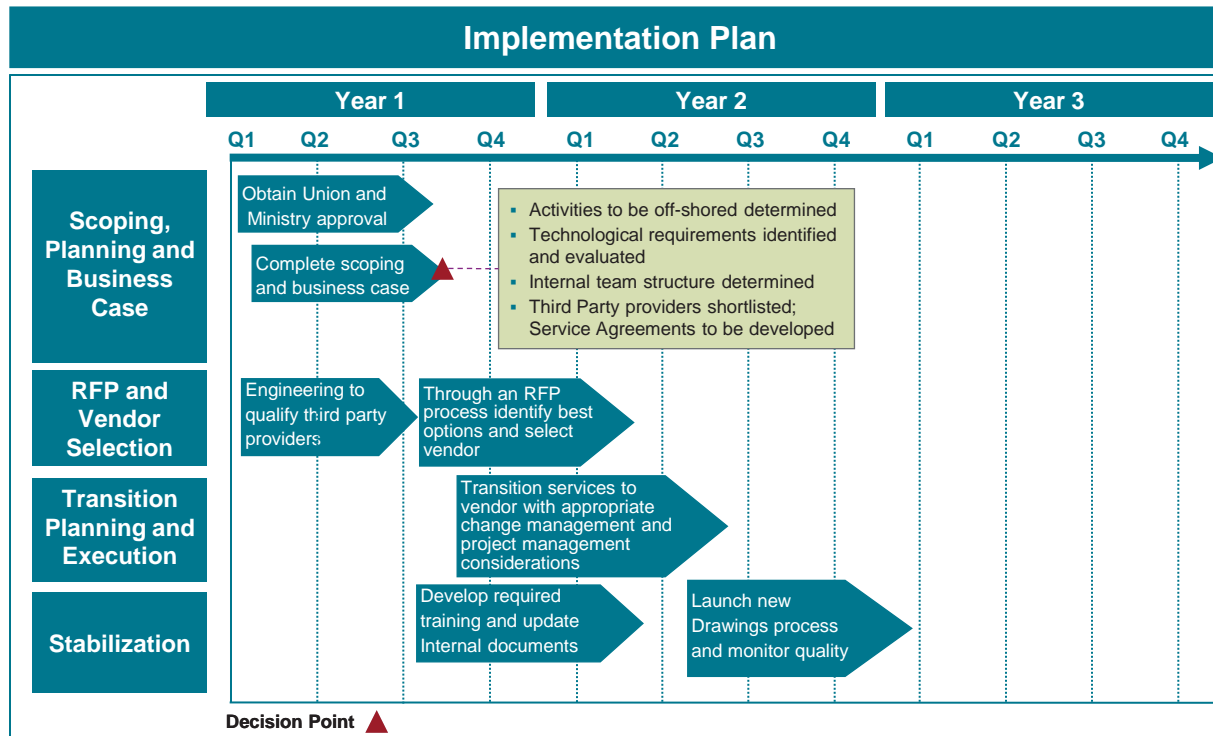 Implementation Plan
Year 1
Year 2
Year 3
Q1
Q2
Q3
Q4
Q1
Q2
Q3
Q4
Q1
Q2
Q3
Q4
Scoping,
Planning and
Business
Case
Obtain Union and
Ministry approval
Complete scoping
and business case
▪ Activities to be off-shored determined
▪ Technological requirements identified
and evaluated
▪ Internal team structure determined
▪ Third Party providers shortlisted;
Service Agreements to be developed
RFP and
Vendor
Selection
Engineering to
qualify third party
providers
Through an RFP
process identify best
options and select
vendor
Transition
Planning and
Execution
Transition services to
vendor with appropriate
change management and
project management
considerations
Stabilization
Develop required
training and update
Internal documents
Launch new
Drawings process
and monitor quality
Decision Point